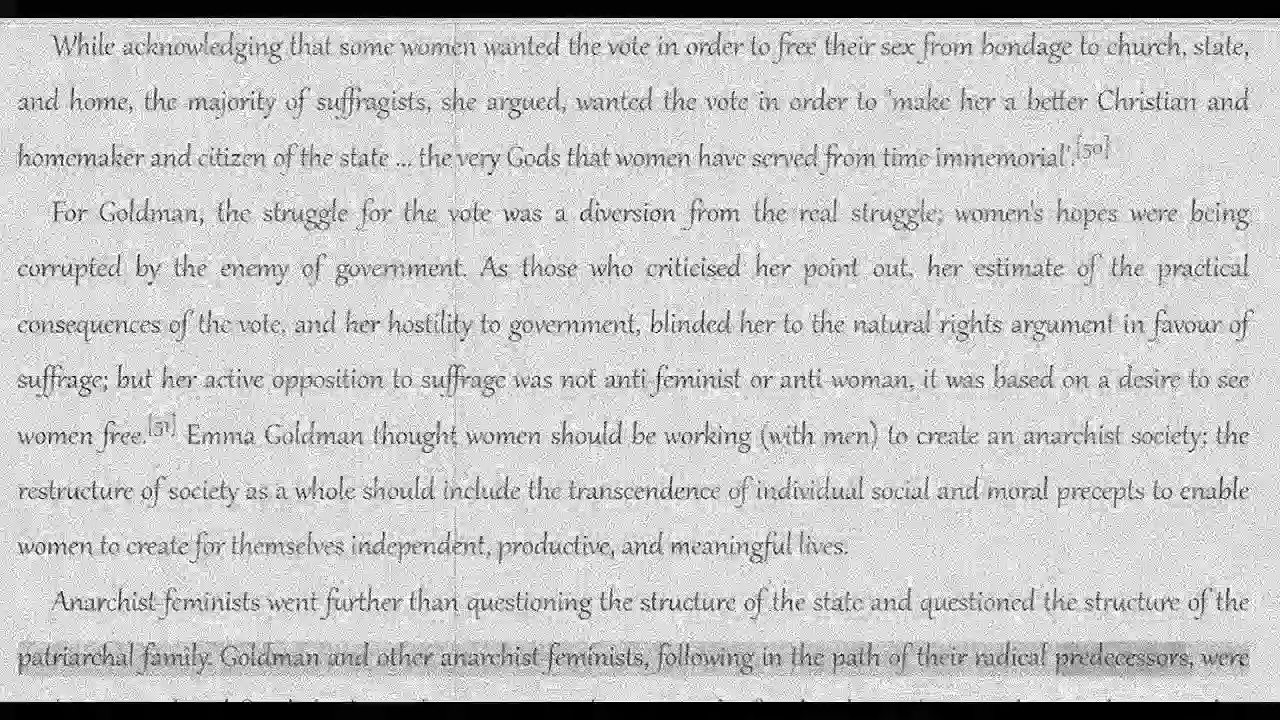 While acknowledging that some women wanted the vote in order to free their sex from bondage to church, state,
and home, the majority of suffragists, she argued, wanted the vote in order to 'make her a better Christian and
homemaker and citizen of the state ... the very Gods that women have served from time immemorial'.[50]
For Goldman, the struggle for the vote was a diversion from the real struggle; women's hopes were being
corrupted by the enemy of government. As those who criticised her point out, her estimate of the practical
consequences of the vote, and her hostility to government, blinded her to the natural rights argument in favour of
suffrage; but her active opposition to suffrage was not anti-feminist or anti-woman, it was based on a desire to see
women free.[51] Emma Goldman thought women should be working (with men) to create an anarchist society; the
restructure of society as a whole should include the transcendence of individual social and moral precepts to enable
women to create for themselves independent, productive, and meaningful lives.
Anarchist-feminists went further than questioning the structure of the state and questioned the structure of the
patriarchal family. Goldman and other anarchist-feminists, following in the path of their radical predecessors, were